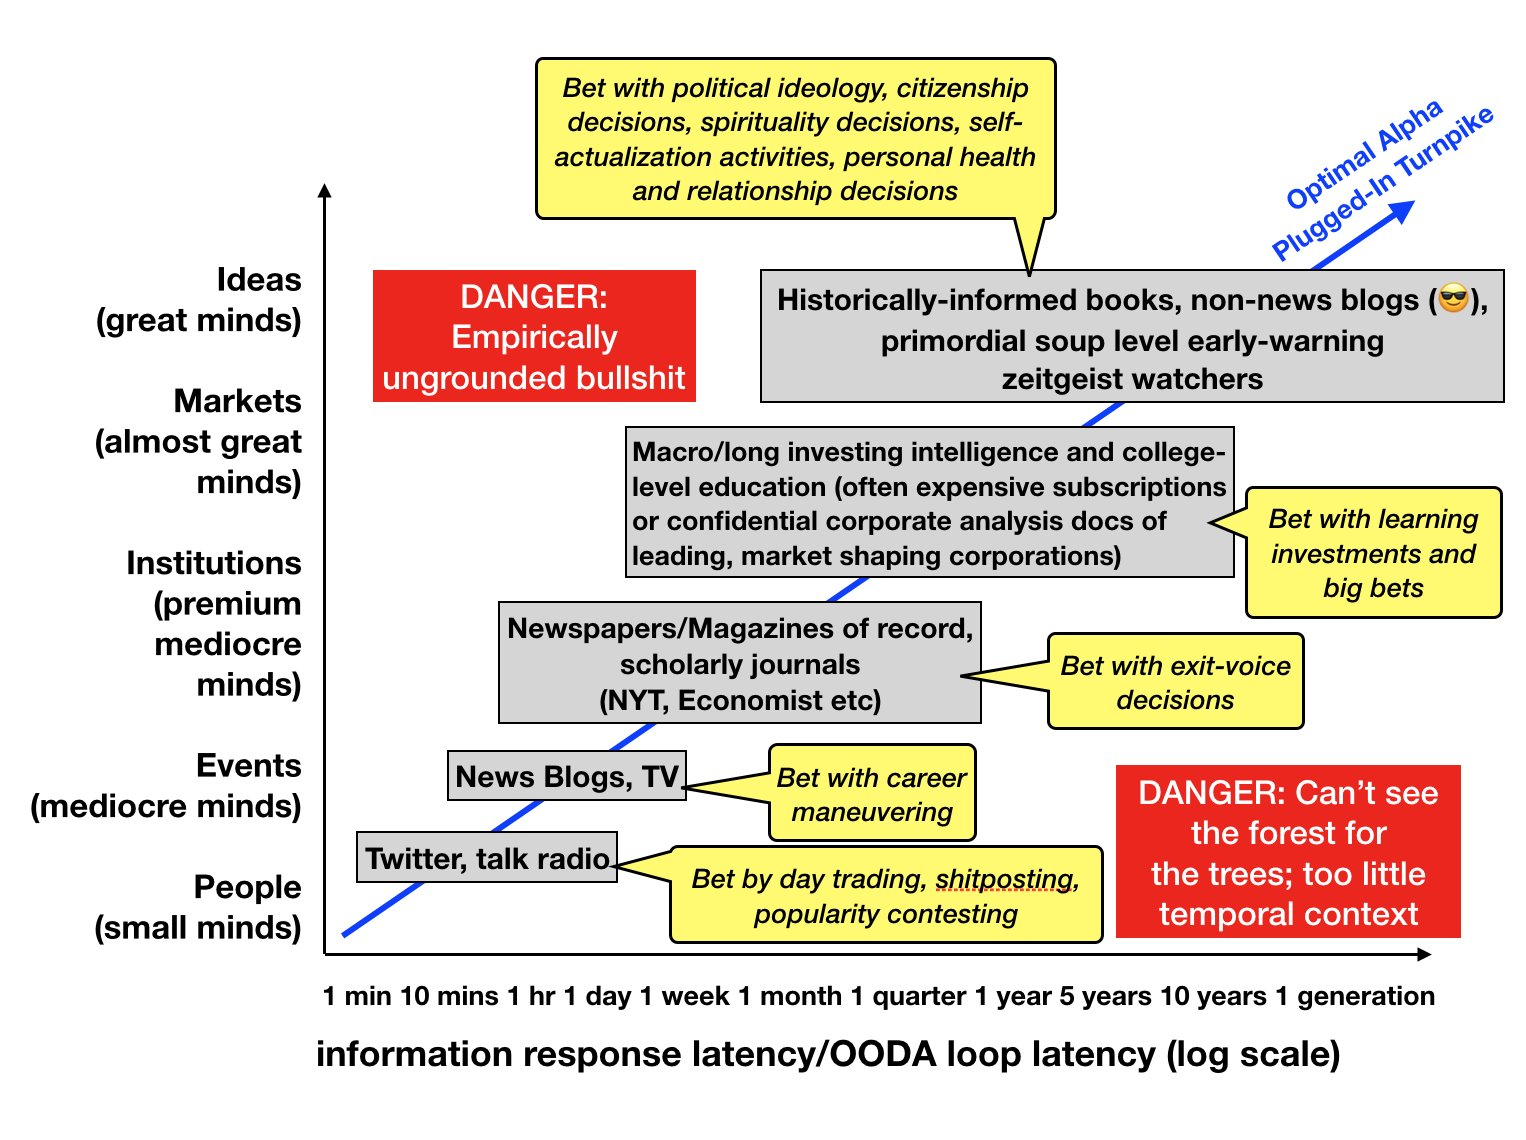 Bet with political ideology, citizenship
decisions, spirituality decisions, self-
actualization activities, personal health
and relationship decisions
Optimal Alpha
Plugged-In Turnpike
Ideas
(great minds)
DANGER:
Empirically
ungrounded bullshit
Historically-informed books, non-news blogs (😎),
primordial soup level early-warning
zeitgeist watchers
Markets
(almost great
minds)
Macro/long investing intelligence and college-
level education (often expensive subscriptions
or confidential corporate analysis docs of
leading, market shaping corporations)
Bet with learning
investments and
big bets
Institutions
(premium
mediocre
minds)
Newspapers/Magazines of record,
scholarly journals
(NYT, Economist etc)
Bet with exit-voice
decisions
Events
(mediocre minds)
News Blogs, TV
Bet with career
maneuvering
DANGER: Can’t see
the forest for
the trees; too little
temporal context
People
(small minds)
Twitter, talk radio
Bet by day trading, shitposting,
popularity contesting
1 min 10 mins 1 hr 1 day 1 week 1 month 1 quarter 1 year 5 years 10 years 1 generation
information response latency/OODA loop latency (log scale)